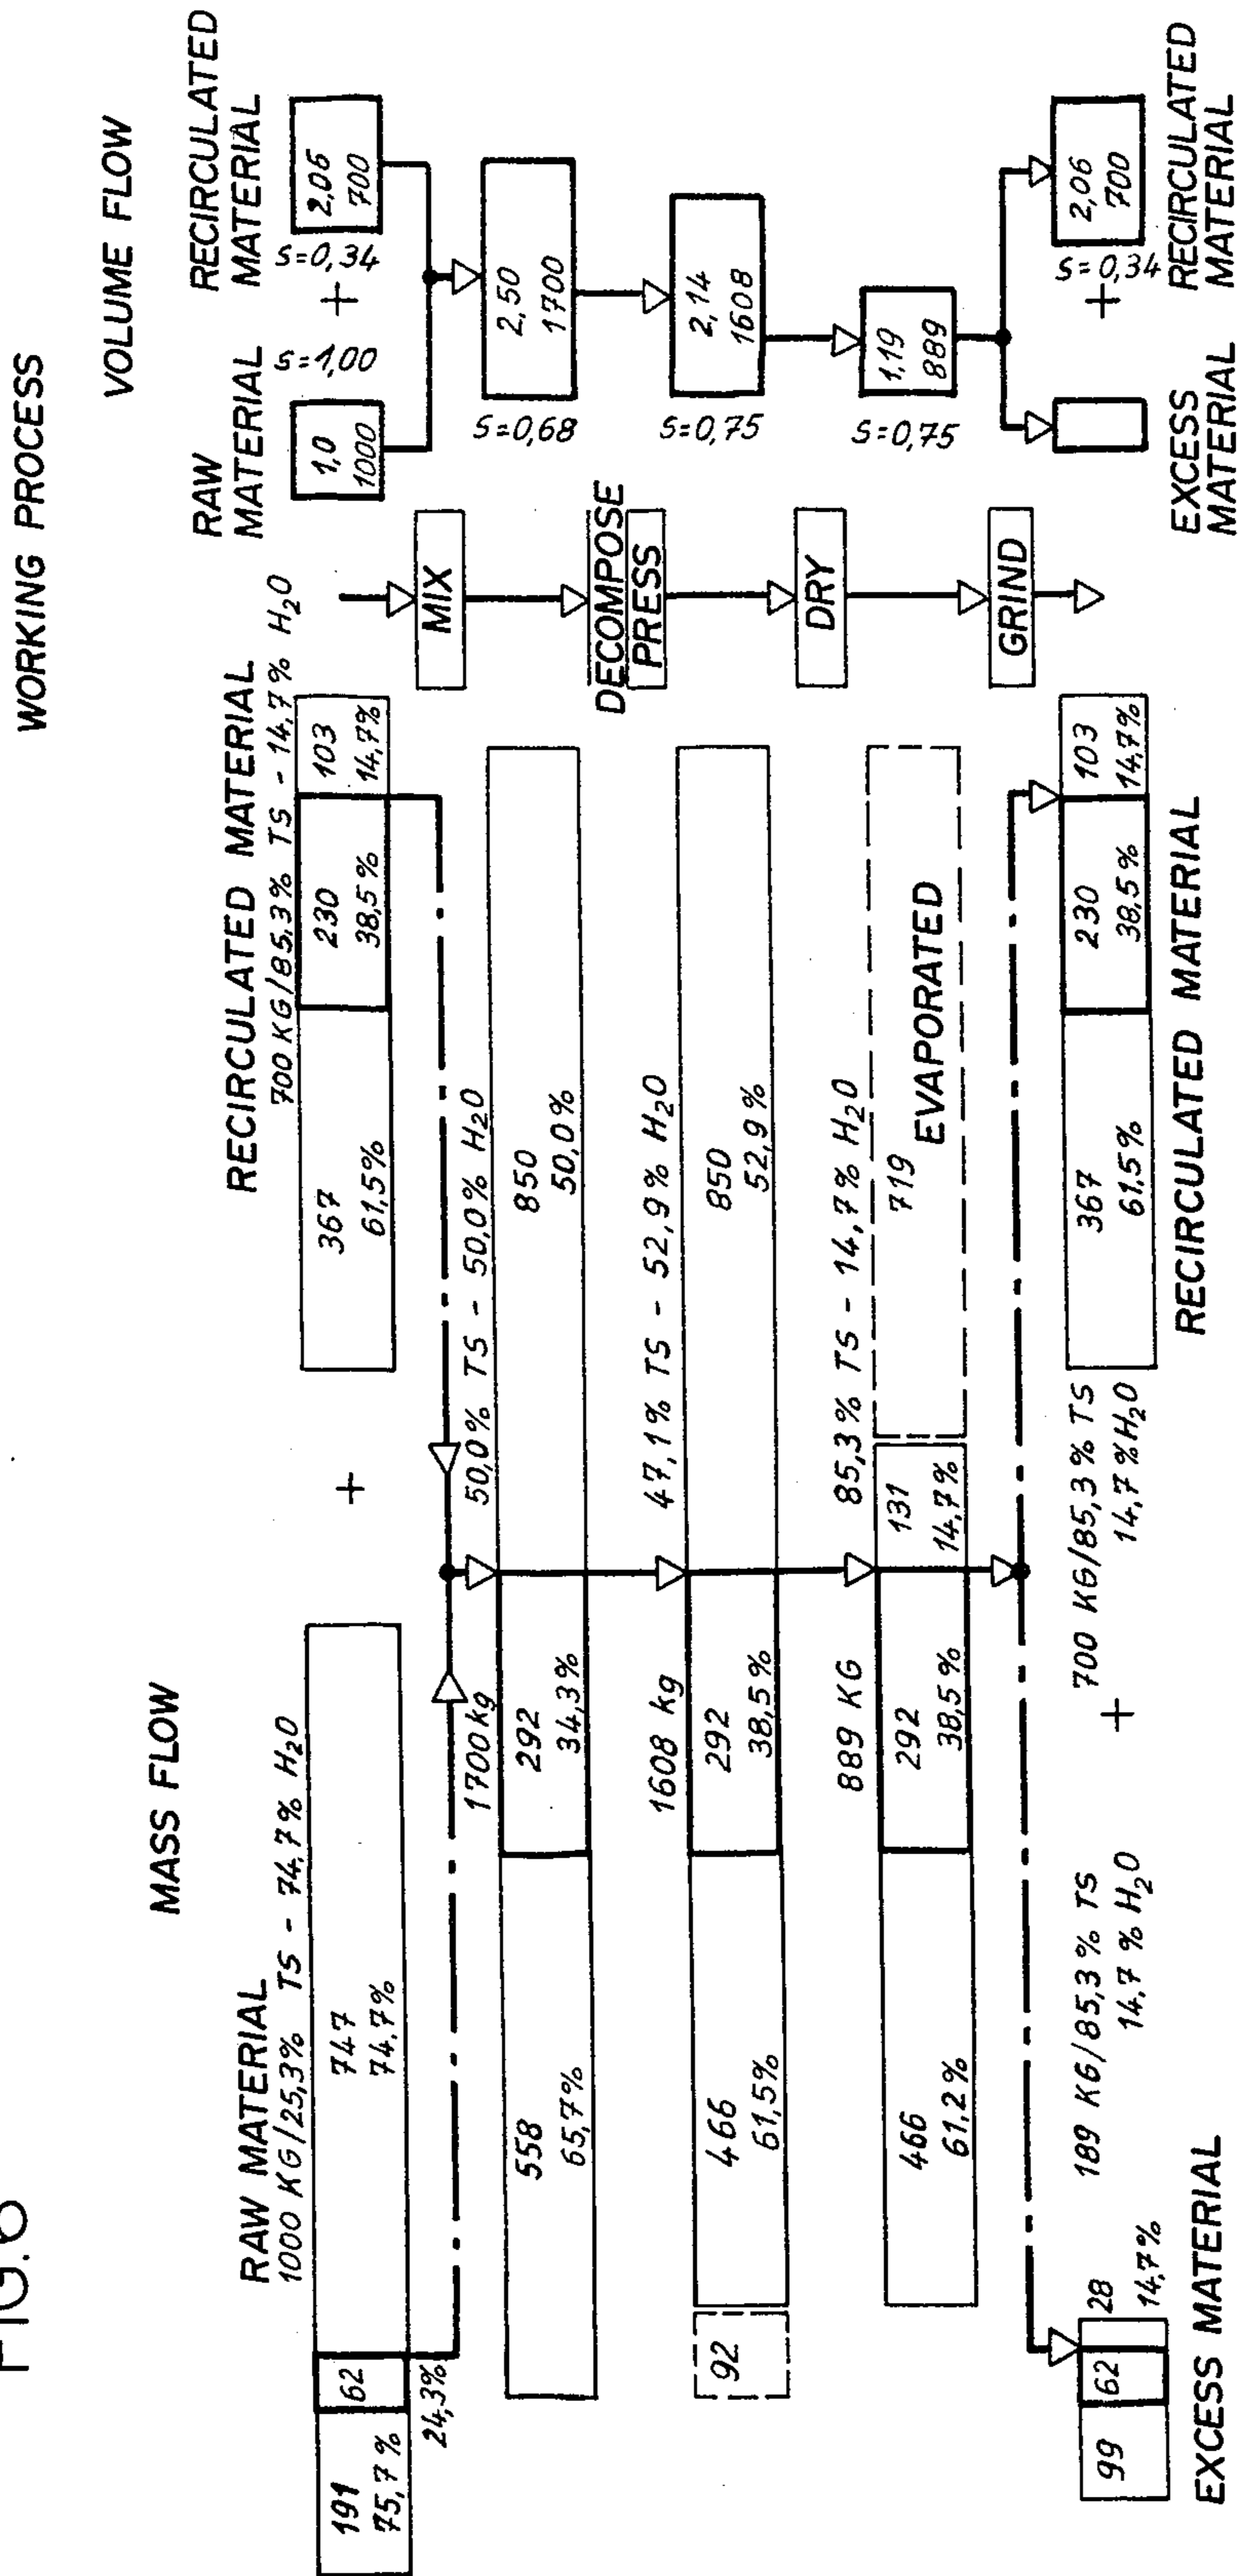 FIG. 6
MASS FLOW
WORKING PROCESS
VOLUME FLOW
RAW MATERIAL
1000 KG/25,3% TS - 74,7% H₂O
191
75,7%
62
24,3%
747
74,7%
+
RECIRCULATED MATERIAL
700 KG/85,3% TS - 14,7% H₂O
367
61,5%
230
38,5%
103
14,7%
1700 kg
50,0% TS - 50,0% H₂O
558
65,7%
292
34,3%
850
50,0%
1608 kg
47,1% TS - 52,9% H₂O
92
466
61,5%
292
38,5%
850
52,9%
889 KG
85,3% TS - 14,7% H₂O
466
61,2%
292
38,5%
131
14,7%
719
EVAPORATED
189 KG/85,3% TS
14,7% H₂O
+
700 KG/85,3% TS
14,7% H₂O
99
62
28
14,7%
EXCESS MATERIAL
367
61,5%
230
38,5%
103
14,7%
RECIRCULATED MATERIAL
MIX
DECOMPOSE
PRESS
DRY
GRIND
RAW
MATERIAL
RECIRCULATED
MATERIAL
S=1,00
+
S=0,34
1,0
1000
2,06
700
S=0,68
2,50
1700
S=0,75
2,14
1608
S=0,75
1,19
889
+
S=0,34
2,06
700
EXCESS
MATERIAL
RECIRCULATED
MATERIAL